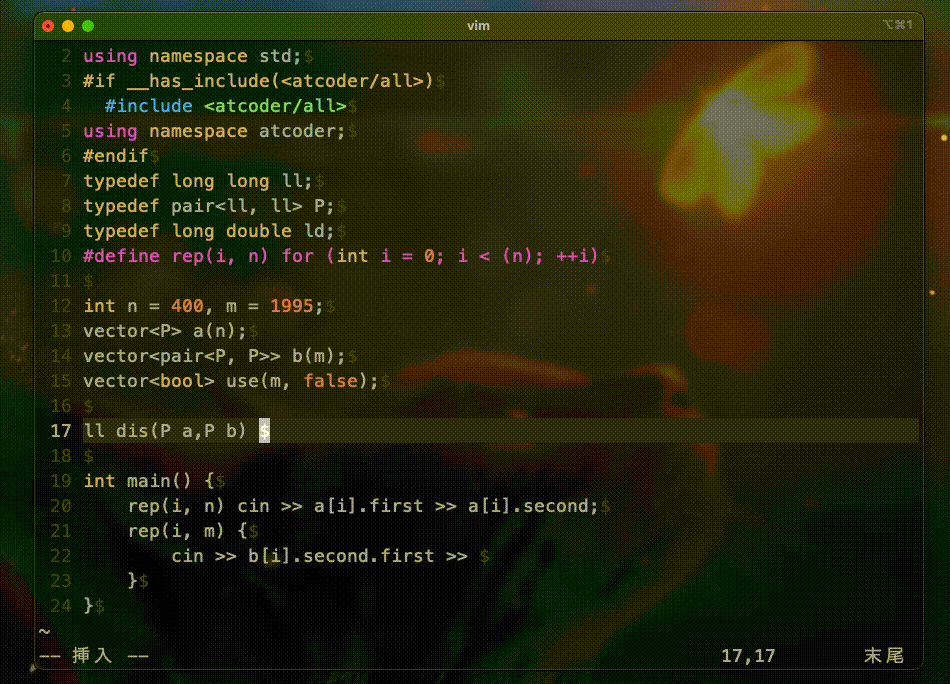 vim
⌥⌘1
2 using namespace std;$
3 #if __has_include(<atcoder/all>)$
4   #include <atcoder/all>$
5 using namespace atcoder;$
6 #endif$
7 typedef long long ll;$
8 typedef pair<ll, ll> P;$
9 typedef long double ld;$
10 #define rep(i, n) for (int i = 0; i < (n); ++i)$
11 $
12 int n = 400, m = 1995;$
13 vector<P> a(n);$
14 vector<pair<P, P>> b(m);$
15 vector<bool> use(m, false);$
16 $
17 ll dis(P a,P b) $
18 $
19 int main() {$
20     rep(i, n) cin >> a[i].first >> a[i].second;$
21     rep(i, m) {$
22         cin >> b[i].second.first >> $
23     }$
24 }$
~
-- 挿入 -- 17,17 末尾